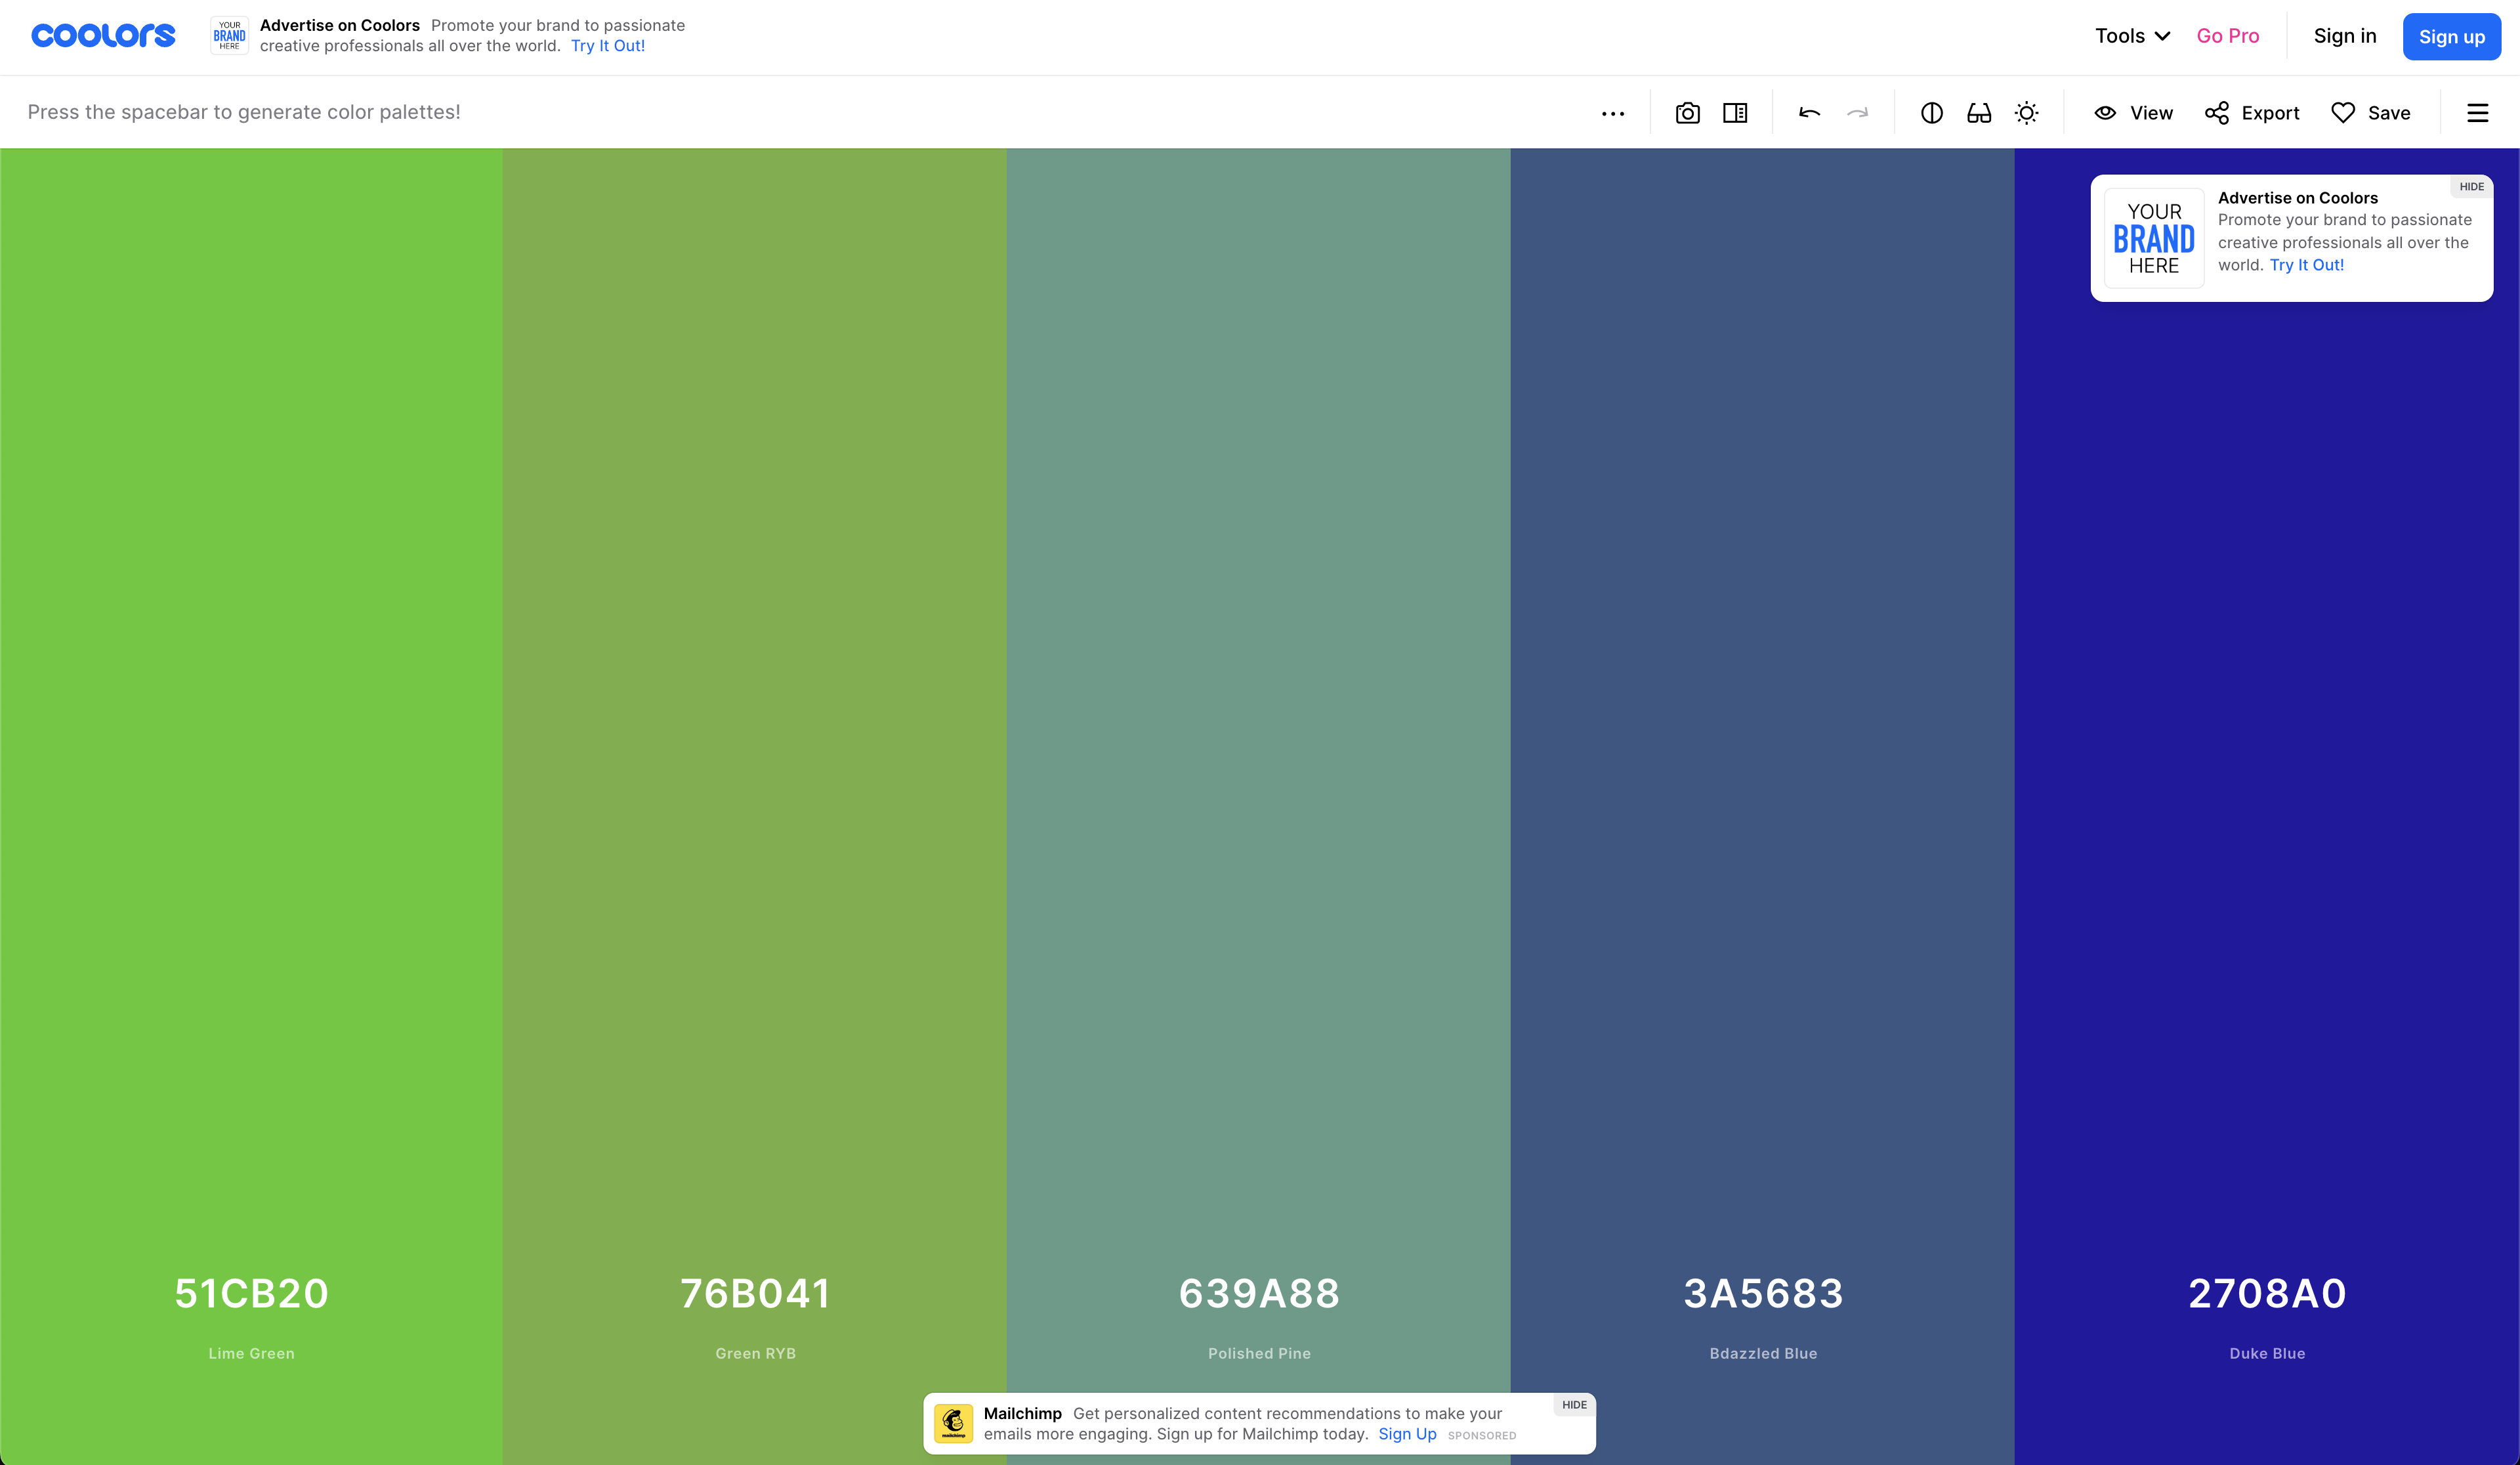 coolors
YOUR
BRAND
HERE
Advertise on Coolors Promote your brand to passionate
creative professionals all over the world. Try It Out!
Tools Go Pro Sign in Sign up
Press the spacebar to generate color palettes!
View Export Save
HIDE
YOUR
BRAND
HERE
Advertise on Coolors
Promote your brand to passionate
creative professionals all over the
world. Try It Out!
51CB20 76B041 639A88 3A5683 2708A0
Lime Green Green RYB Polished Pine Bdazzled Blue Duke Blue
HIDE
mailchimp
Mailchimp Get personalized content recommendations to make your
emails more engaging. Sign up for Mailchimp today. Sign Up SPONSORED